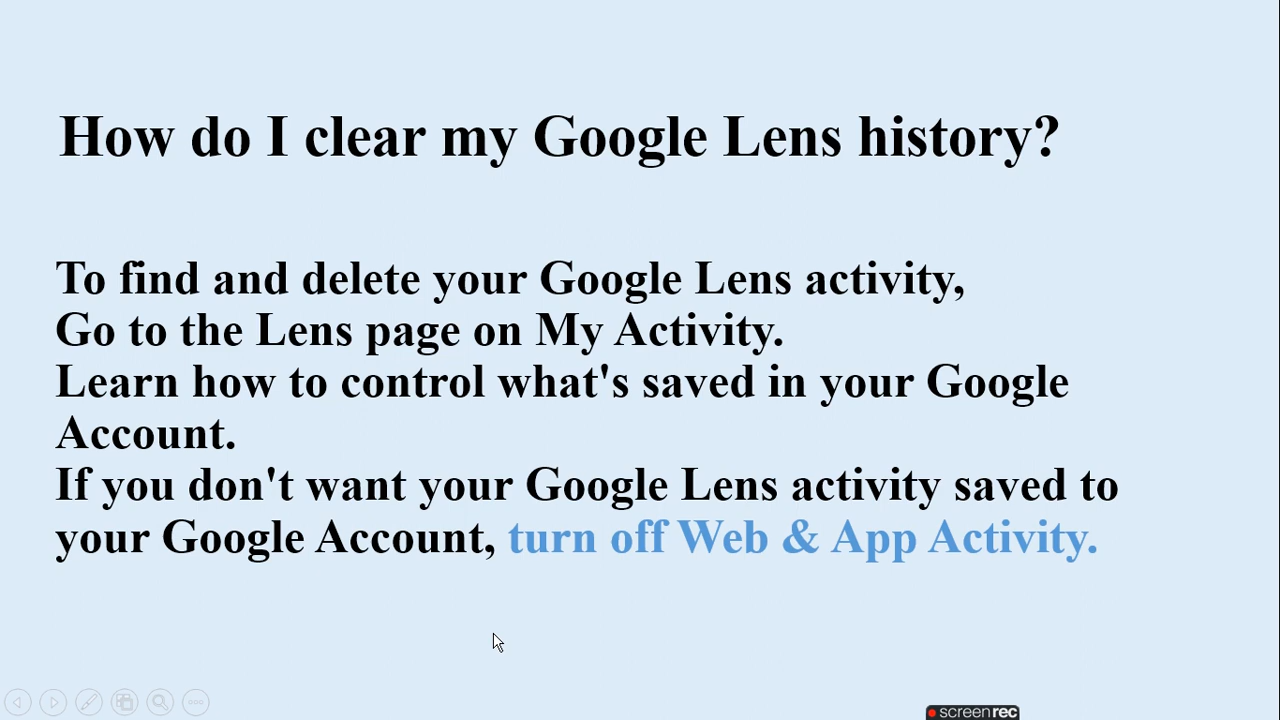 How do I clear my Google Lens history?
To find and delete your Google Lens activity,
Go to the Lens page on My Activity.
Learn how to control what's saved in your Google
Account.
If you don't want your Google Lens activity saved to
your Google Account, turn off Web & App Activity.
screenrec